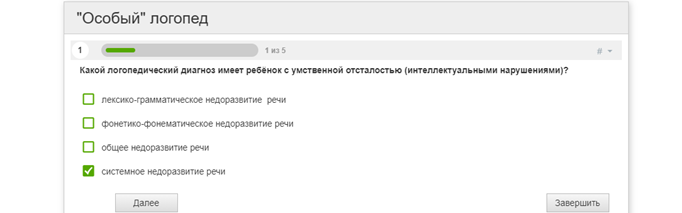 "Особый" логопед
1 1 из 5 #
Какой логопедический диагноз имеет ребёнок с умственной отсталостью (интеллектуальными нарушениями)?
лексико-грамматическое недоразвитие речи
фонетико-фонематическое недоразвитие речи
общее недоразвитие речи
системное недоразвитие речи
Далее Завершить